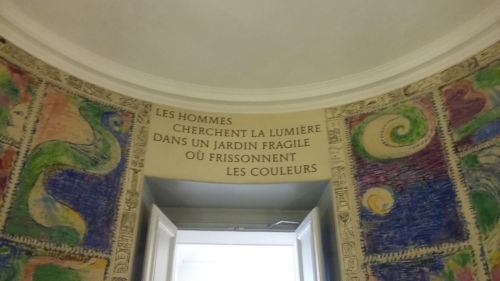 LES HOMMES
CHERCHENT LA LUMIÈRE
DANS UN JARDIN FRAGILE
OÙ FRISSONNENT
LES COULEURS